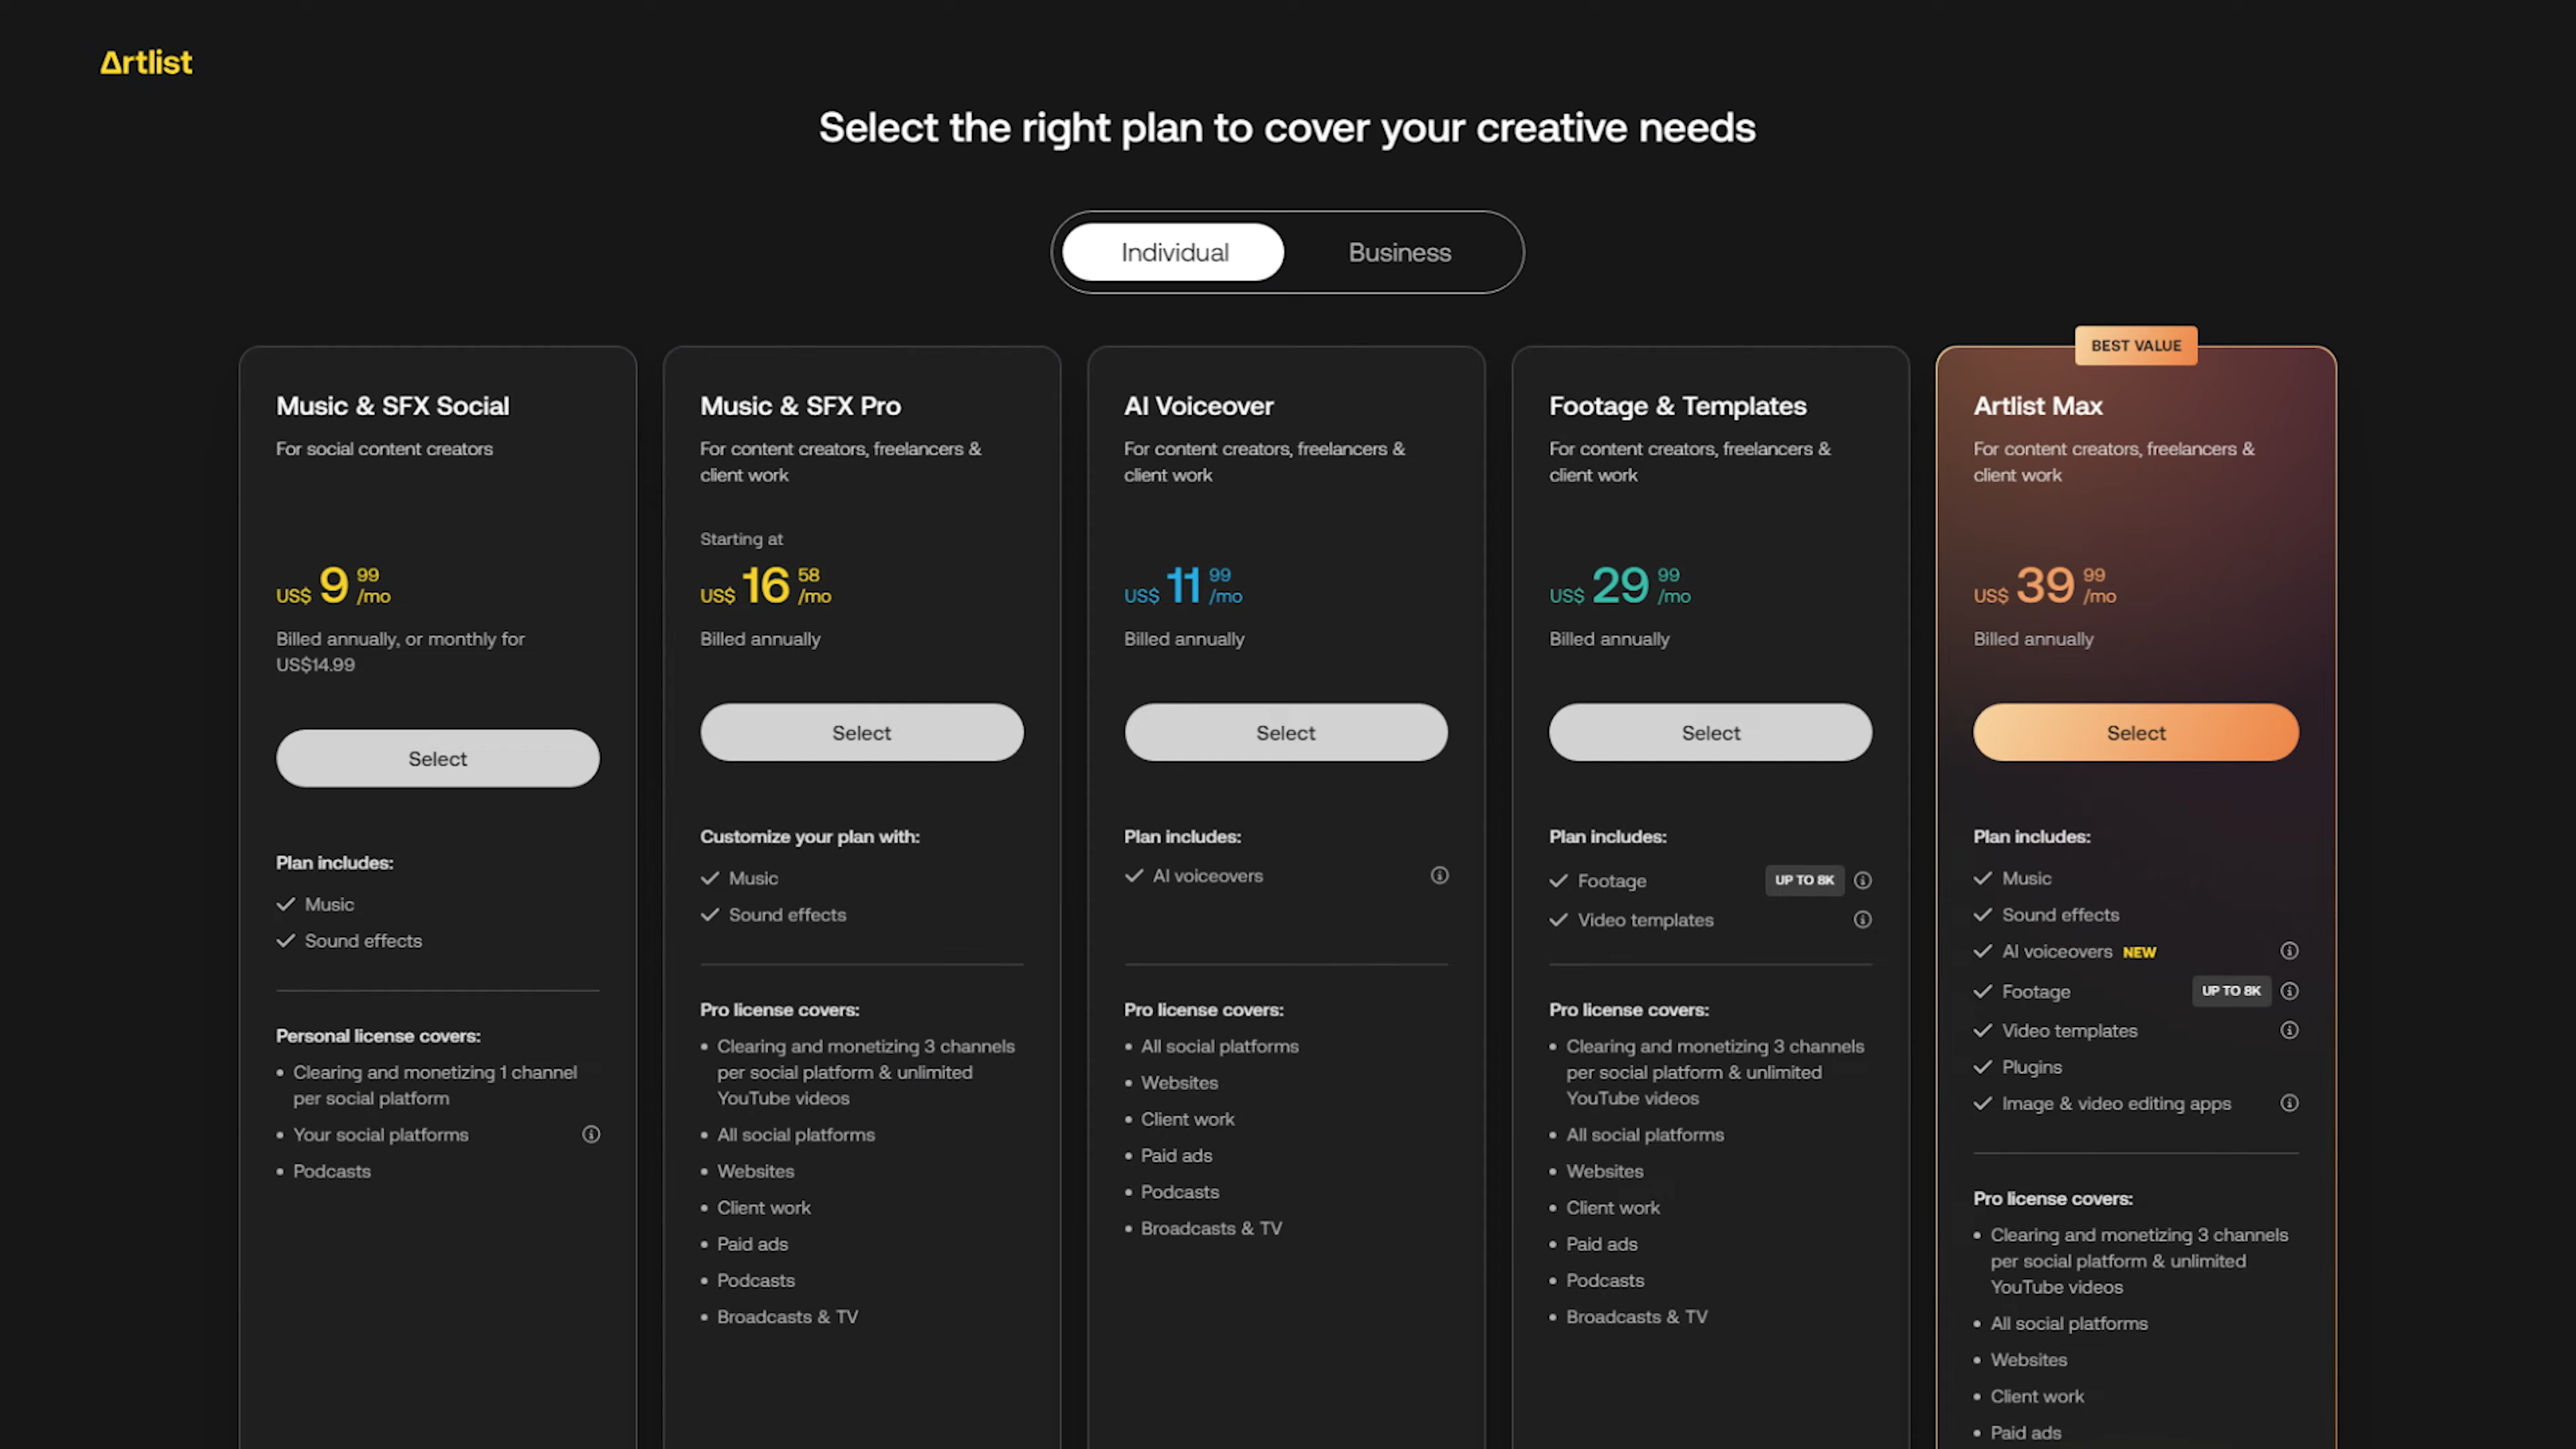 Artlist
Select the right plan to cover your creative needs
Individual
Business
Music & SFX Social
For social content creators
US$ 9 99 /mo
Billed annually, or monthly for
US$14.99
Select
Plan includes:
Music
Sound effects
Personal license covers:
• Clearing and monetizing 1 channel
per social platform
• Your social platforms
• Podcasts
Music & SFX Pro
For content creators, freelancers &
client work
Starting at
US$ 16 58 /mo
Billed annually
Select
Customize your plan with:
Music
Sound effects
Pro license covers:
• Clearing and monetizing 3 channels
per social platform & unlimited
YouTube videos
• All social platforms
• Websites
• Client work
• Paid ads
• Podcasts
• Broadcasts & TV
AI Voiceover
For content creators, freelancers &
client work
US$ 11 99 /mo
Billed annually
Select
Plan includes:
AI voiceovers
Pro license covers:
• All social platforms
• Websites
• Client work
• Paid ads
• Podcasts
• Broadcasts & TV
Footage & Templates
For content creators, freelancers &
client work
US$ 29 99 /mo
Billed annually
Select
Plan includes:
Footage UP TO 8K
Video templates
Pro license covers:
• Clearing and monetizing 3 channels
per social platform & unlimited
YouTube videos
• All social platforms
• Websites
• Client work
• Paid ads
• Podcasts
• Broadcasts & TV
BEST VALUE
Artlist Max
For content creators, freelancers &
client work
US$ 39 99 /mo
Billed annually
Select
Plan includes:
Music
Sound effects
AI voiceovers NEW
Footage UP TO 8K
Video templates
Plugins
Image & video editing apps
Pro license covers:
• Clearing and monetizing 3 channels
per social platform & unlimited
YouTube videos
• All social platforms
• Websites
• Client work
• Paid ads